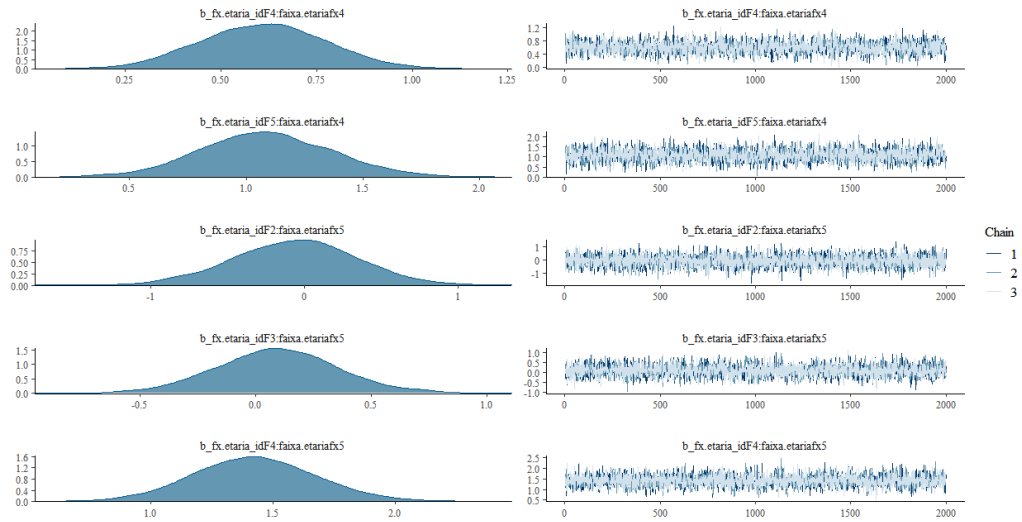 b_fx.etaria_idF4:faixa.etariafx4
2.0
1.5
1.0
0.5
0.0
0.25 0.50 0.75 1.00 1.25
b_fx.etaria_idF4:faixa.etariafx4
1.2
0.8
0.4
0.0
0 500 1000 1500 2000
b_fx.etaria_idF5:faixa.etariafx4
1.0
0.5
0.0
0.5 1.0 1.5 2.0
b_fx.etaria_idF5:faixa.etariafx4
2.0
1.5
1.0
0.5
0.0
0 500 1000 1500 2000
b_fx.etaria_idF2:faixa.etariafx5
0.75
0.50
0.25
0.00
-1 0 1
b_fx.etaria_idF2:faixa.etariafx5
1
0
-1
0 500 1000 1500 2000
Chain
1
2
3
b_fx.etaria_idF3:faixa.etariafx5
1.5
1.0
0.5
0.0
-0.5 0.0 0.5 1.0
b_fx.etaria_idF3:faixa.etariafx5
1.0
0.5
0.0
-0.5
-1.0
0 500 1000 1500 2000
b_fx.etaria_idF4:faixa.etariafx5
1.6
1.2
0.8
0.4
0.0
1.0 1.5 2.0
b_fx.etaria_idF4:faixa.etariafx5
2.5
2.0
1.5
1.0
0.5
0 500 1000 1500 2000